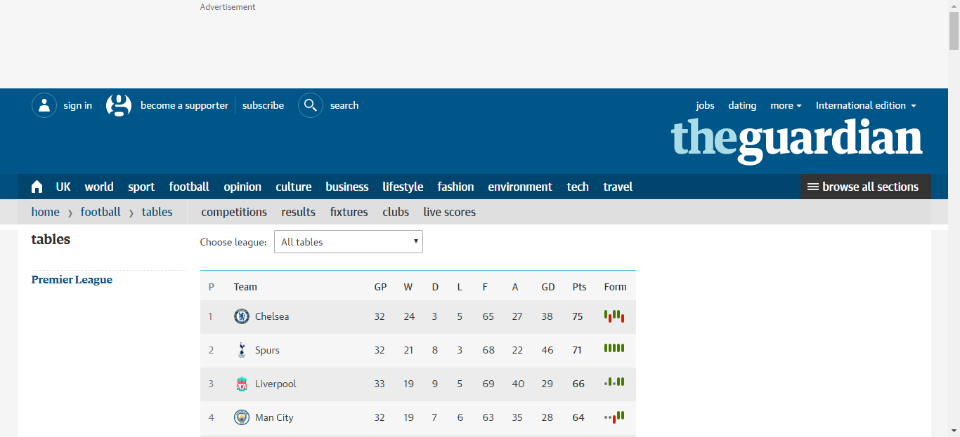 Advertisement
sign in
become a supporter
subscribe
search
jobs
dating
more
International edition
theguardian
UK
world
sport
football
opinion
culture
business
lifestyle
fashion
environment
tech
travel
browse all sections
home
football
tables
competitions
results
fixtures
clubs
live scores
tables
Choose league:
All tables
Premier League
P Team GP W D L F A GD Pts Form
1 Chelsea 32 24 3 5 65 27 38 75
2 Spurs 32 21 8 3 68 22 46 71
3 Liverpool 33 19 9 5 69 40 29 66
4 Man City 32 19 7 6 63 35 28 64